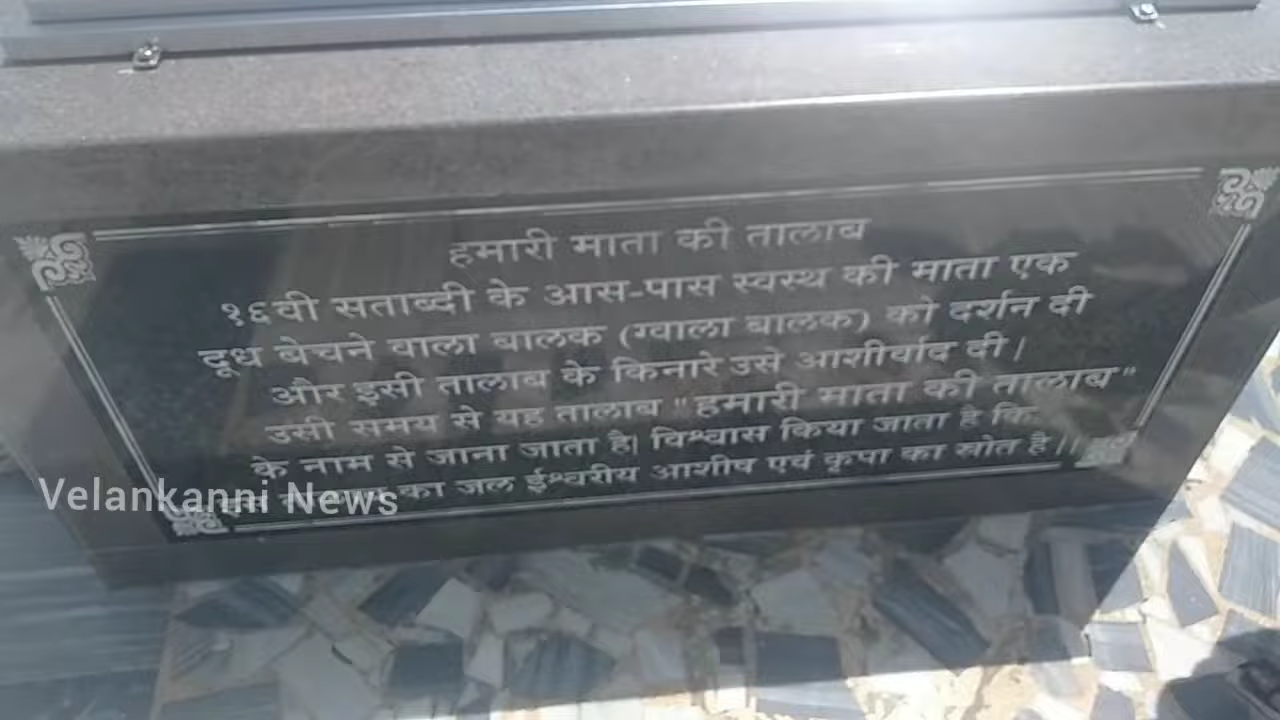 हमारी माता की तालाब
१६वी सताब्दी के आस-पास स्वस्थ की माता एक
दूध बेचने वाला बालक (ग्वाला बालक) को दर्शन दी
और इसी तालाब के किनारे उसे आशीर्वाद दी |
उसी समय से यह तालाब "हमारी माता की तालाब"
के नाम से जाना जाता है| विश्वास किया जाता है कि
का जल ईश्वरीय आशीष एवं कृपा का स्रोत है ||
Velankanni News